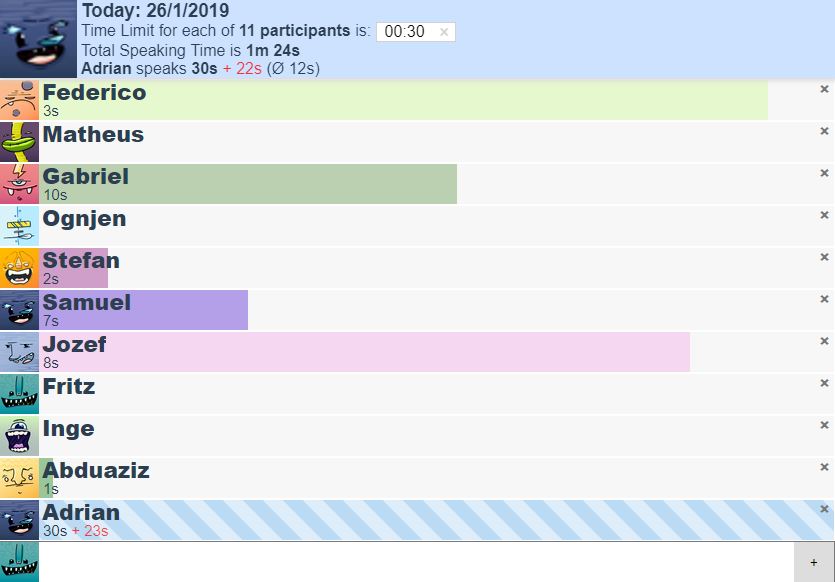 Today: 26/1/2019
Time Limit for each of 11 participants is: 00:30 ×
Total Speaking Time is 1m 24s
Adrian speaks 30s + 22s (Ø 12s)
Federico ×
3s
Matheus ×
Gabriel ×
10s
Ognjen ×
Stefan ×
2s
Samuel ×
7s
Jozef ×
8s
Fritz ×
Inge ×
Abduaziz ×
1s
Adrian ×
30s + 23s
+